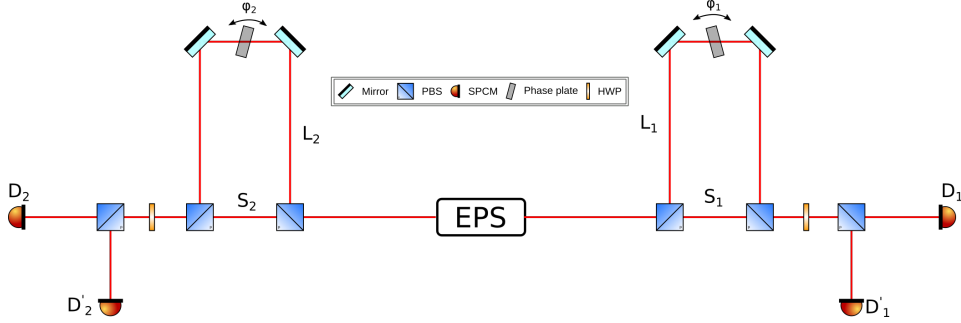 φ₂
φ₁
Mirror PBS SPCM Phase plate HWP
L₂
L₁
D₂
S₂
EPS
S₁
D₁
D'₂
D'₁